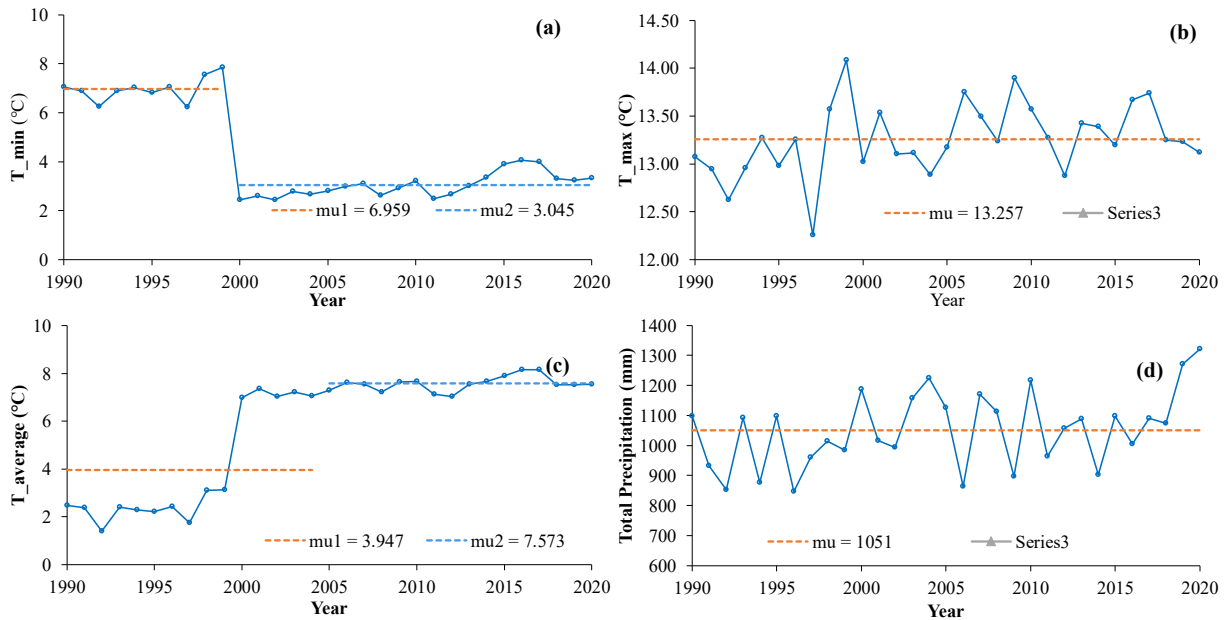 (a)
10
8
6
4
2
0
T_min (°C)
mu1 = 6.959 mu2 = 3.045
1990 1995 2000 2005 2010 2015 2020
Year
(b)
14.00
13.50
13.00
12.50
12.00
T_max (°C)
mu = 13.257 Series3
1990 1995 2000 2005 2010 2015 2020
Year
(c)
10
8
6
4
2
0
T_average (°C)
mu1 = 3.947 mu2 = 7.573
1990 1995 2000 2005 2010 2015 2020
Year
(d)
1400
1300
1200
1100
1000
900
800
700
600
Total Precipitation (mm)
mu = 1051 Series3
1990 1995 2000 2005 2010 2015 2020
Year